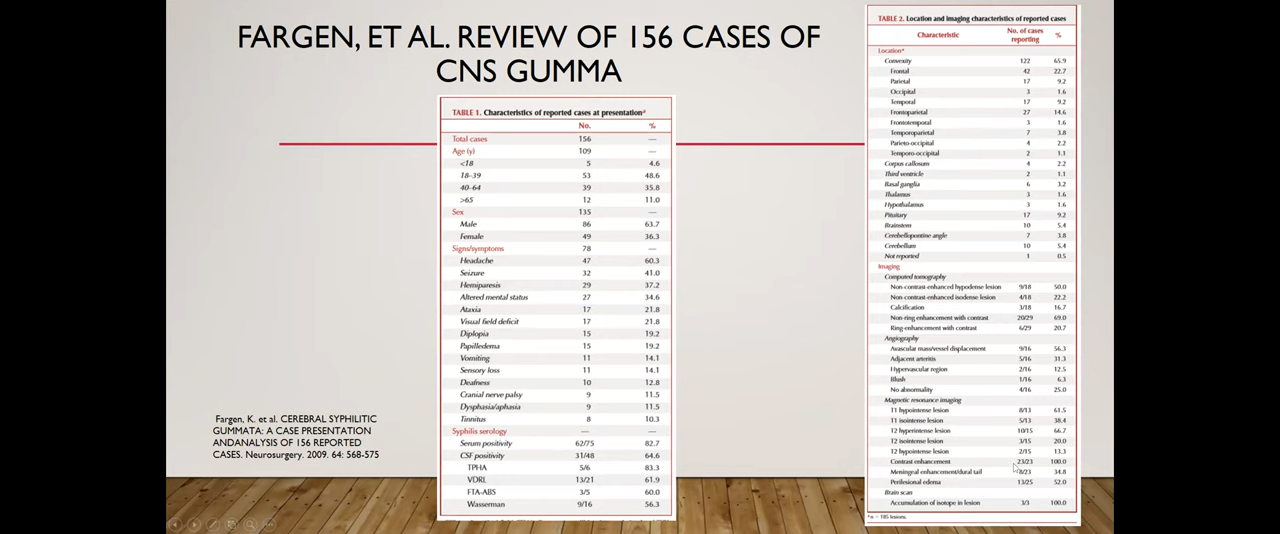 FARGEN, ET AL. REVIEW OF 156 CASES OF
CNS GUMMA
TABLE 1. Characteristics of reported cases at presentationᵃ
No. %
Total cases 156 —
Age (y) 109 —
<18 5 4.6
18–39 53 48.6
40–64 39 35.8
>65 12 11.0
Sex 135 —
Male 86 63.7
Female 49 36.3
Signs/symptoms 78 —
Headache 47 60.3
Seizure 32 41.0
Hemiparesis 29 37.2
Altered mental status 27 34.6
Ataxia 17 21.8
Visual field deficit 17 21.8
Diplopia 15 19.2
Papilledema 15 19.2
Vomiting 11 14.1
Sensory loss 11 14.1
Deafness 10 12.8
Cranial nerve palsy 9 11.5
Dysphasia/aphasia 9 11.5
Tinnitus 8 10.3
Syphilis serology — —
Serum positivity 62/75 82.7
CSF positivity 31/48 64.6
TPHA 5/6 83.3
VDRL 13/21 61.9
FTA-ABS 3/5 60.0
Wasserman 9/16 56.3
Fargen, K. et al. CEREBRAL SYPHILITIC
GUMMATA: A CASE PRESENTATION
ANDANALYSIS OF 156 REPORTED
CASES. Neurosurgery. 2009. 64: 568-575
TABLE 2. Location and imaging characteristics of reported cases
Characteristic No. of cases reporting %
Locationᵃ
Convexity 122 65.9
Frontal 42 22.7
Parietal 17 9.2
Occipital 3 1.6
Temporal 17 9.2
Frontoparietal 27 14.6
Frontotemporal 3 1.6
Temporoparietal 7 3.8
Parieto-occipital 4 2.2
Temporo-occipital 2 1.1
Corpus callosum 4 2.2
Third ventricle 2 1.1
Basal ganglia 6 3.2
Thalamus 3 1.6
Hypothalamus 3 1.6
Pituitary 17 9.2
Brainstem 10 5.4
Cerebellopontine angle 7 3.8
Cerebellum 10 5.4
Not reported 1 0.5
Imaging
Computed tomography
Non-contrast-enhanced hypodense lesion 9/18 50.0
Non-contrast-enhanced isodense lesion 4/18 22.2
Calcification 3/18 16.7
Non-ring enhancement with contrast 20/29 69.0
Ring-enhancement with contrast 6/29 20.7
Angiography
Avascular mass/vessel displacement 9/16 56.3
Adjacent arteritis 5/16 31.3
Hypervascular region 2/16 12.5
Blush 1/16 6.3
No abnormality 4/16 25.0
Magnetic resonance imaging
T1 hypointense lesion 8/13 61.5
T1 isointense lesion 5/13 38.4
T2 hyperintense lesion 10/15 66.7
T2 isointense lesion 3/15 20.0
T2 hypointense lesion 2/15 13.3
Contrast enhancement 23/23 100.0
Meningeal enhancement/dural tail 8/23 34.8
Perilesional edema 13/25 52.0
Brain scan
Accumulation of isotope in lesion 3/3 100.0
ᵃn = 185 lesions.